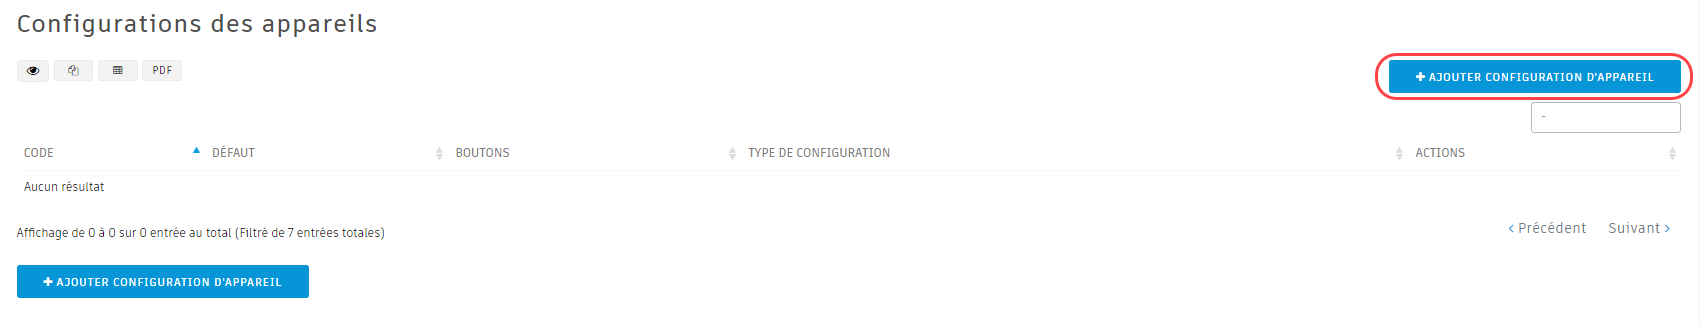 Configurations des appareils
PDF
AJOUTER CONFIGURATION D'APPAREIL
-
CODE DÉFAUT BOUTONS TYPE DE CONFIGURATION ACTIONS
Aucun résultat
Affichage de 0 à 0 sur 0 entrée au total (Filtré de 7 entrées totales)
Précédent Suivant
AJOUTER CONFIGURATION D'APPAREIL